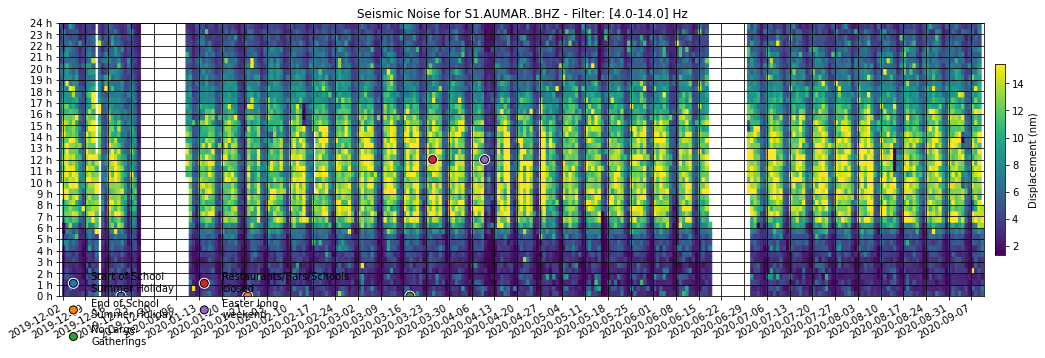 Seismic Noise for S1.AUMAR..BHZ - Filter: [4.0-14.0] Hz
24 h
23 h
22 h
21 h
20 h
19 h
18 h
17 h
16 h
15 h
14 h
13 h
12 h
11 h
10 h
9 h
8 h
7 h
6 h
5 h
4 h
3 h
2 h
1 h
0 h
14
12
10
8
6
4
2
Displacement (nm)
Start of School
Summer Holiday
End of School
Summer Holiday
No Large
Gatherings
Restaurants/Bars/Schools
closes
Easter long
weekend
2019-12-02
2020-01-13
2020-02-10
2020-02-17
2020-02-24
2020-03-02
2020-03-09
2020-03-16
2020-03-23
2020-03-30
2020-04-06
2020-04-13
2020-04-20
2020-04-27
2020-05-04
2020-05-11
2020-05-18
2020-05-25
2020-06-01
2020-06-08
2020-06-15
2020-06-22
2020-06-29
2020-07-06
2020-07-13
2020-07-20
2020-07-27
2020-08-03
2020-08-10
2020-08-17
2020-08-24
2020-08-31
2020-09-07